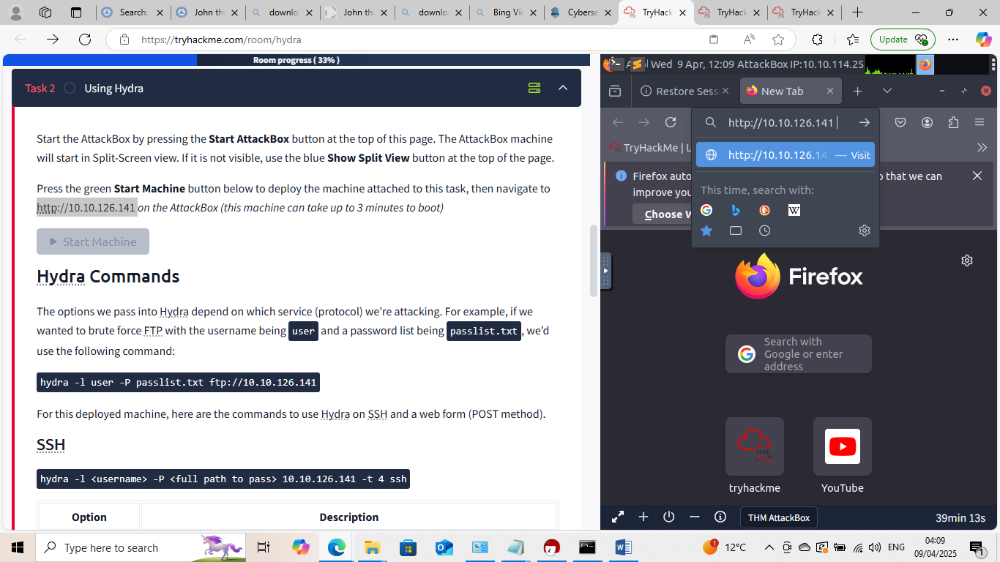 Search:
John the
downlo
John the
downlo
Bing Vic
Cyberse
TryHack
TryHack
TryHack
https://tryhackme.com/room/hydra
Update
Room progress ( 33% )
Task 2
Using Hydra
Start the AttackBox by pressing the Start AttackBox button at the top of this page. The AttackBox machine
will start in Split-Screen view. If it is not visible, use the blue Show Split View button at the top of the page.
Press the green Start Machine button below to deploy the machine attached to this task, then navigate to
http://10.10.126.141 on the AttackBox (this machine can take up to 3 minutes to boot)
Start Machine
Hydra Commands
The options we pass into Hydra depend on which service (protocol) we're attacking. For example, if we
wanted to brute force FTP with the username being user and a password list being passlist.txt, we'd
use the following command:
hydra -l user -P passlist.txt ftp://10.10.126.141
For this deployed machine, here are the commands to use Hydra on SSH and a web form (POST method).
SSH
hydra -l <username> -P <full path to pass> 10.10.126.141 -t 4 ssh
Option
Description
Wed 9 Apr, 12:09 AttackBox IP:10.10.114.25
Restore Sess
New Tab
http://10.10.126.141
TryHackMe | L
http://10.10.126.14 — Visit
Firefox auto
o that we can
improve you
This time, search with:
Choose W
Firefox
Search with
Google or enter
address
tryhackme
YouTube
THM AttackBox
39min 13s
Type here to search
12°C
ENG
04:09
09/04/2025
1